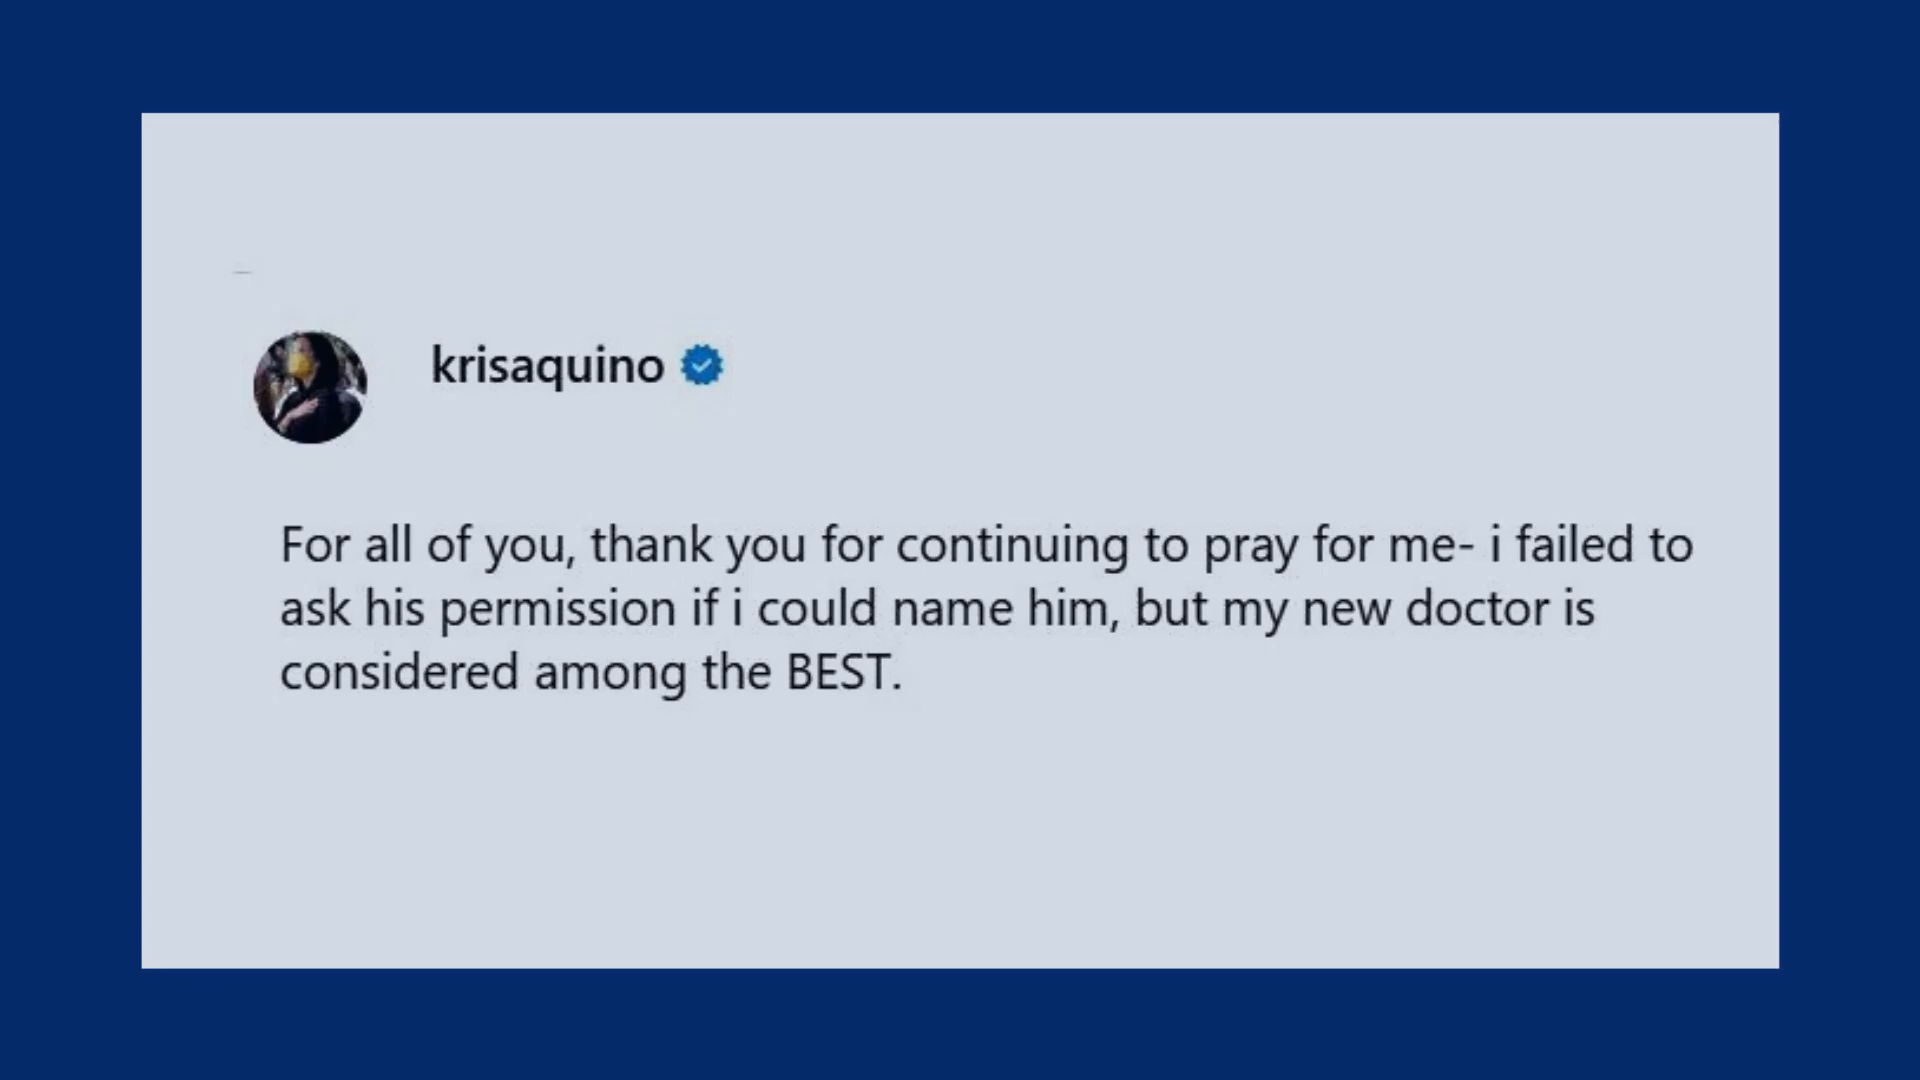 krisaquino
For all of you, thank you for continuing to pray for me- i failed to
ask his permission if i could name him, but my new doctor is
considered among the BEST.